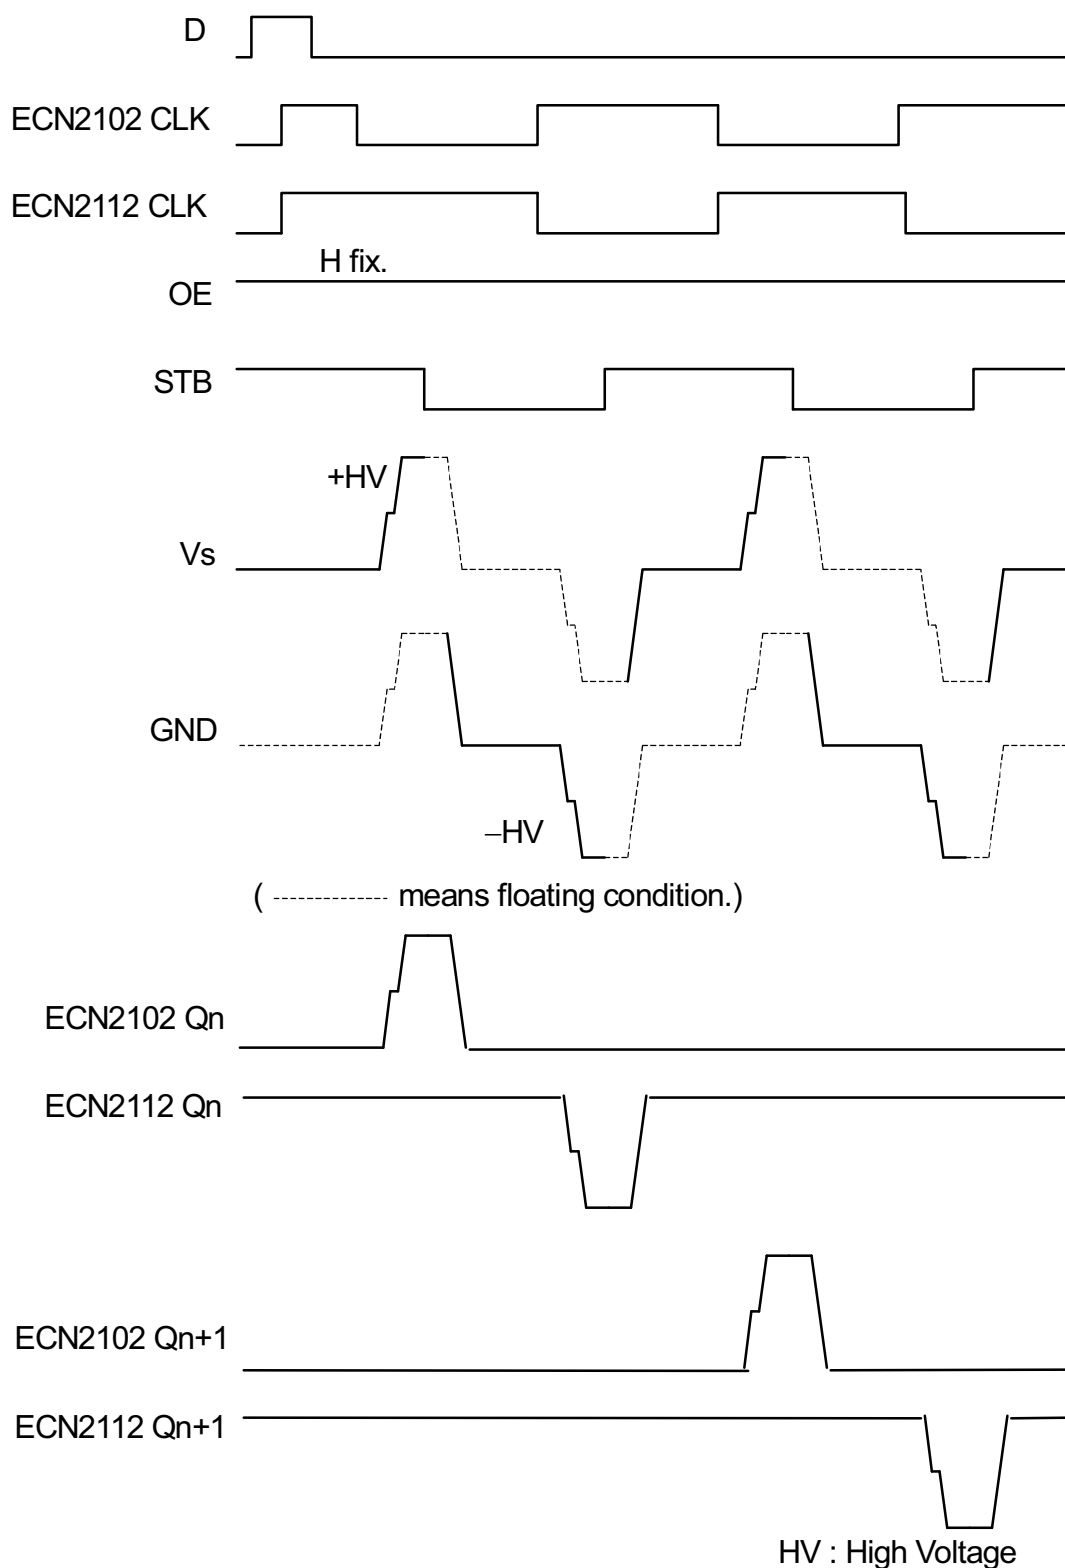 D
ECN2102 CLK
ECN2112 CLK
H fix.
OE
STB
+HV
Vs
GND
–HV
( ------------ means floating condition.)
ECN2102 Qn
ECN2112 Qn
ECN2102 Qn+1
ECN2112 Qn+1
HV : High Voltage